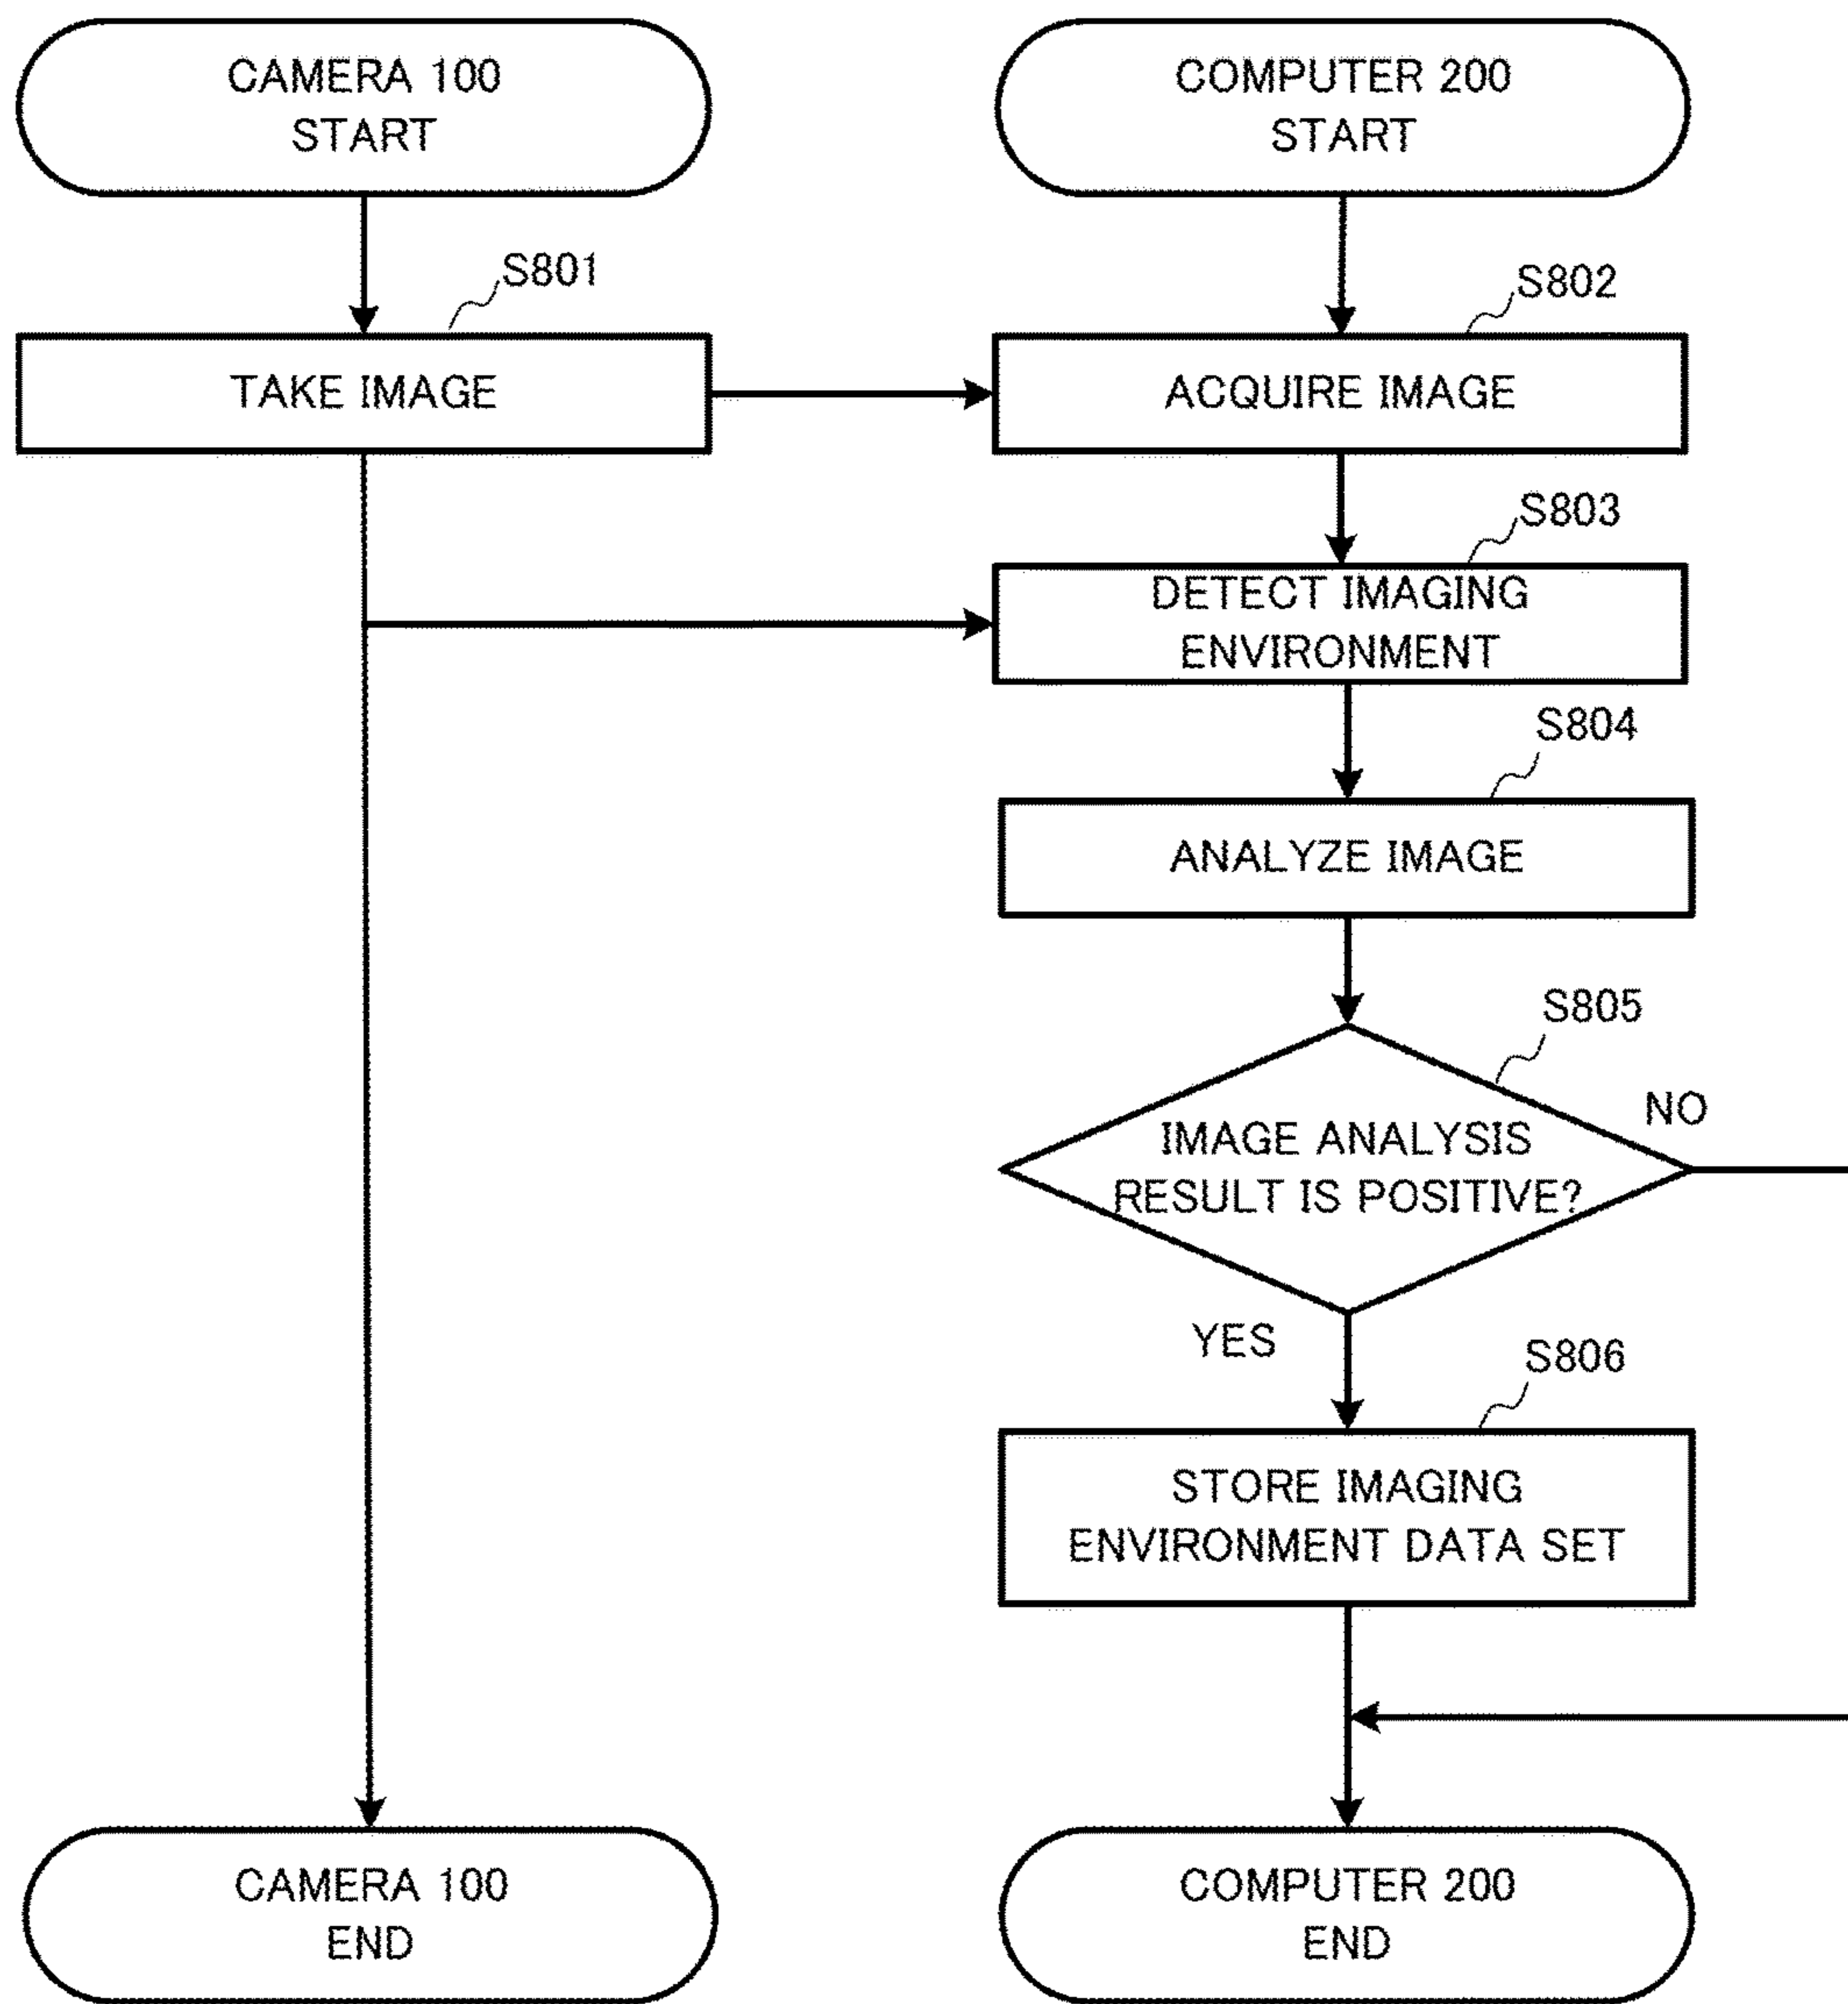 CAMERA 100
START
COMPUTER 200
START
S801
TAKE IMAGE
S802
ACQUIRE IMAGE
S803
DETECT IMAGING
ENVIRONMENT
S804
ANALYZE IMAGE
S805
IMAGE ANALYSIS
RESULT IS POSITIVE?
NO
YES
S806
STORE IMAGING
ENVIRONMENT DATA SET
CAMERA 100
END
COMPUTER 200
END